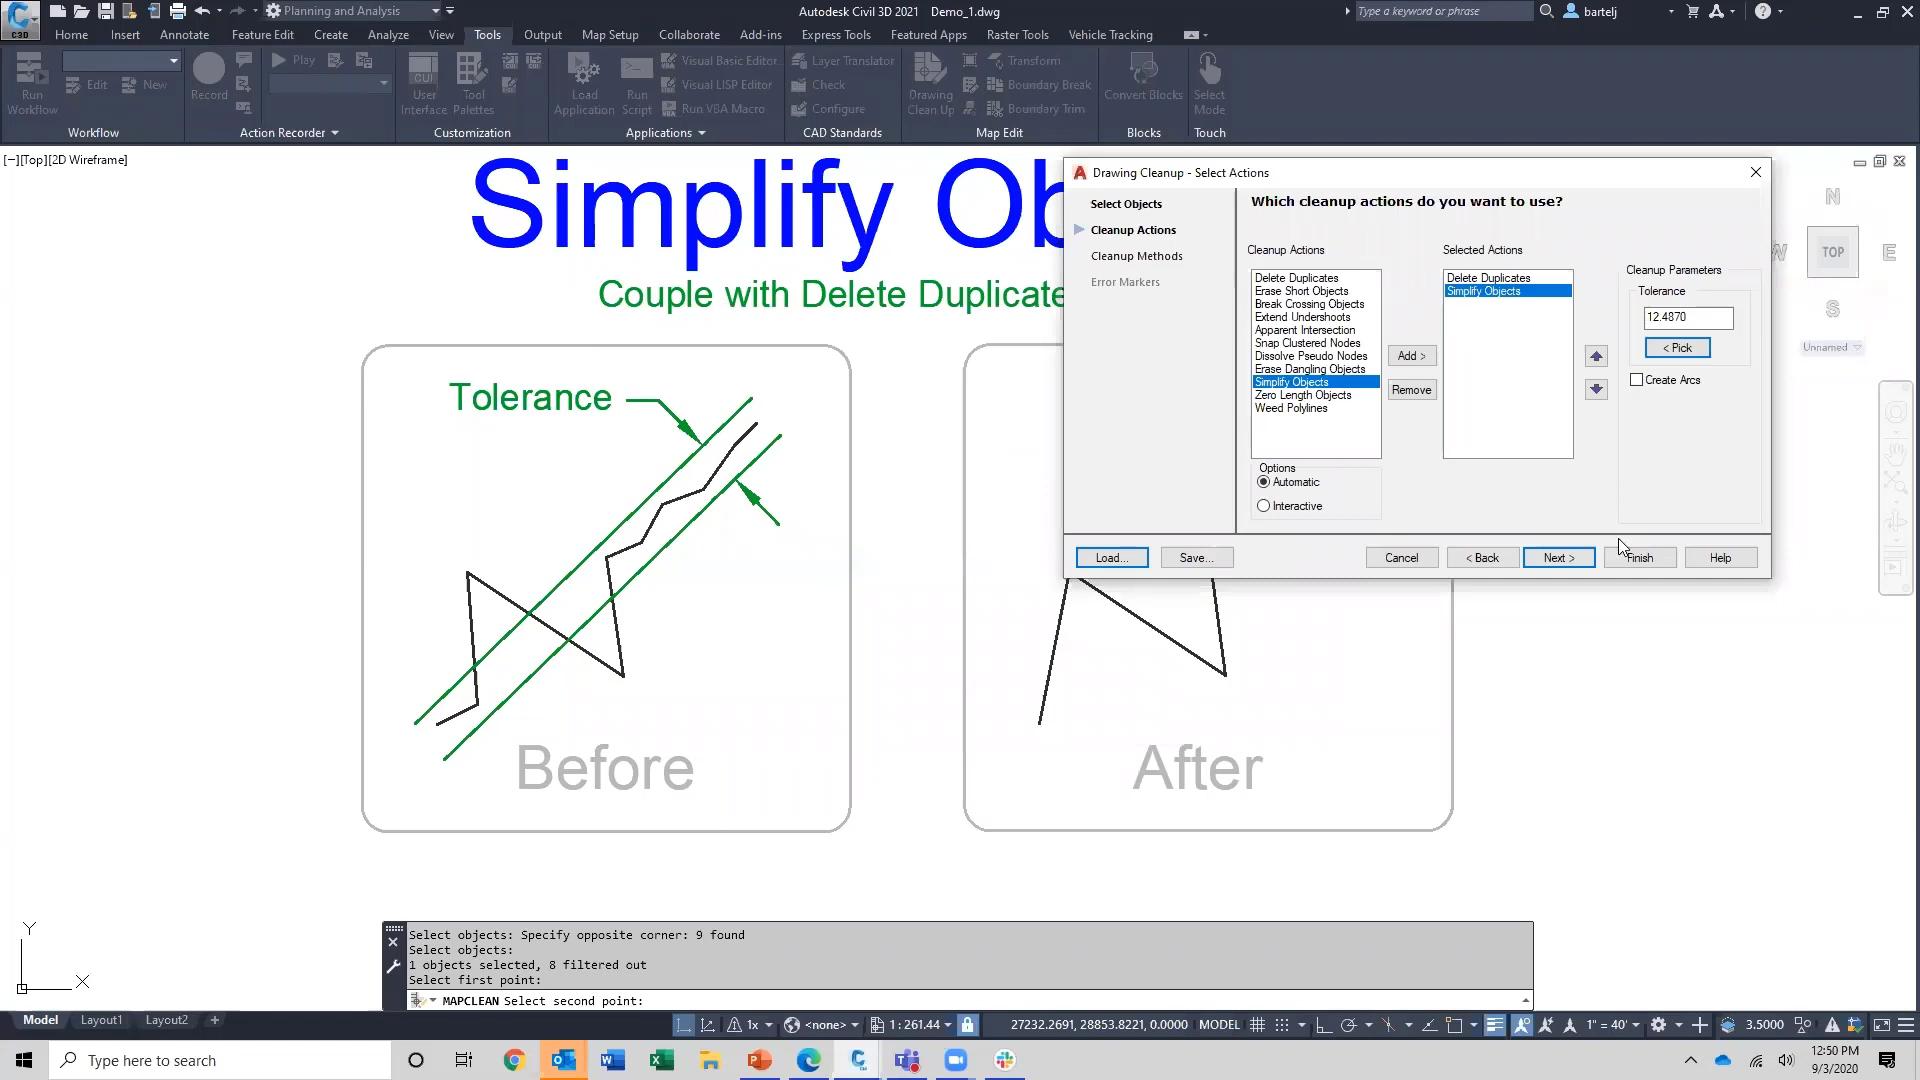 C3D
Planning and Analysis
Autodesk Civil 3D 2021 Demo_1.dwg
Type a keyword or phrase
bartelj
Home Insert Annotate Feature Edit Create Analyze View Tools Output Map Setup Collaborate Add-ins Express Tools Featured Apps Raster Tools Vehicle Tracking
Run Workflow
Edit
New
Workflow
Record
Play
Action Recorder
CUI
User Interface
Tool Palettes
Customization
Load Application
Run Script
Visual Basic Editor
Visual LISP Editor
Run VBA Macro
Applications
Layer Translator
Check
Configure
CAD Standards
Drawing Clean Up
Transform
Boundary Break
Boundary Trim
Map Edit
Convert Blocks
Blocks
Select Mode
Touch
[−][Top][2D Wireframe]
Simplify Ob
Couple with Delete Duplicate
Tolerance
Before
After
Drawing Cleanup - Select Actions
Select Objects
Cleanup Actions
Cleanup Methods
Error Markers
Which cleanup actions do you want to use?
Cleanup Actions
Delete Duplicates
Erase Short Objects
Break Crossing Objects
Extend Undershoots
Apparent Intersection
Snap Clustered Nodes
Dissolve Pseudo Nodes
Erase Dangling Objects
Simplify Objects
Zero Length Objects
Weed Polylines
Options
Automatic
Interactive
Add >
Remove
Selected Actions
Delete Duplicates
Simplify Objects
Cleanup Parameters
Tolerance
12.4870
< Pick
Create Arcs
Load...
Save...
Cancel
< Back
Next >
Finish
Help
N
W
TOP
E
S
Unnamed
Y
X
Select objects: Specify opposite corner: 9 found
Select objects:
1 objects selected, 8 filtered out
Select first point:
MAPCLEAN Select second point:
Model Layout1 Layout2 +
1x
<none>
1 : 261.44
27232.2691, 28853.8221, 0.0000 MODEL
1" = 40'
3.5000
Type here to search
12:50 PM
9/3/2020